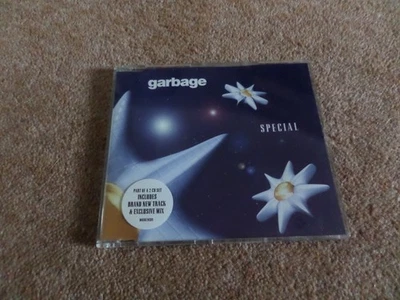 garbage
SPECIAL
PART OF A 2 CD SET
INCLUDES
BRAND NEW TRACK
& EXCLUSIVE MIX